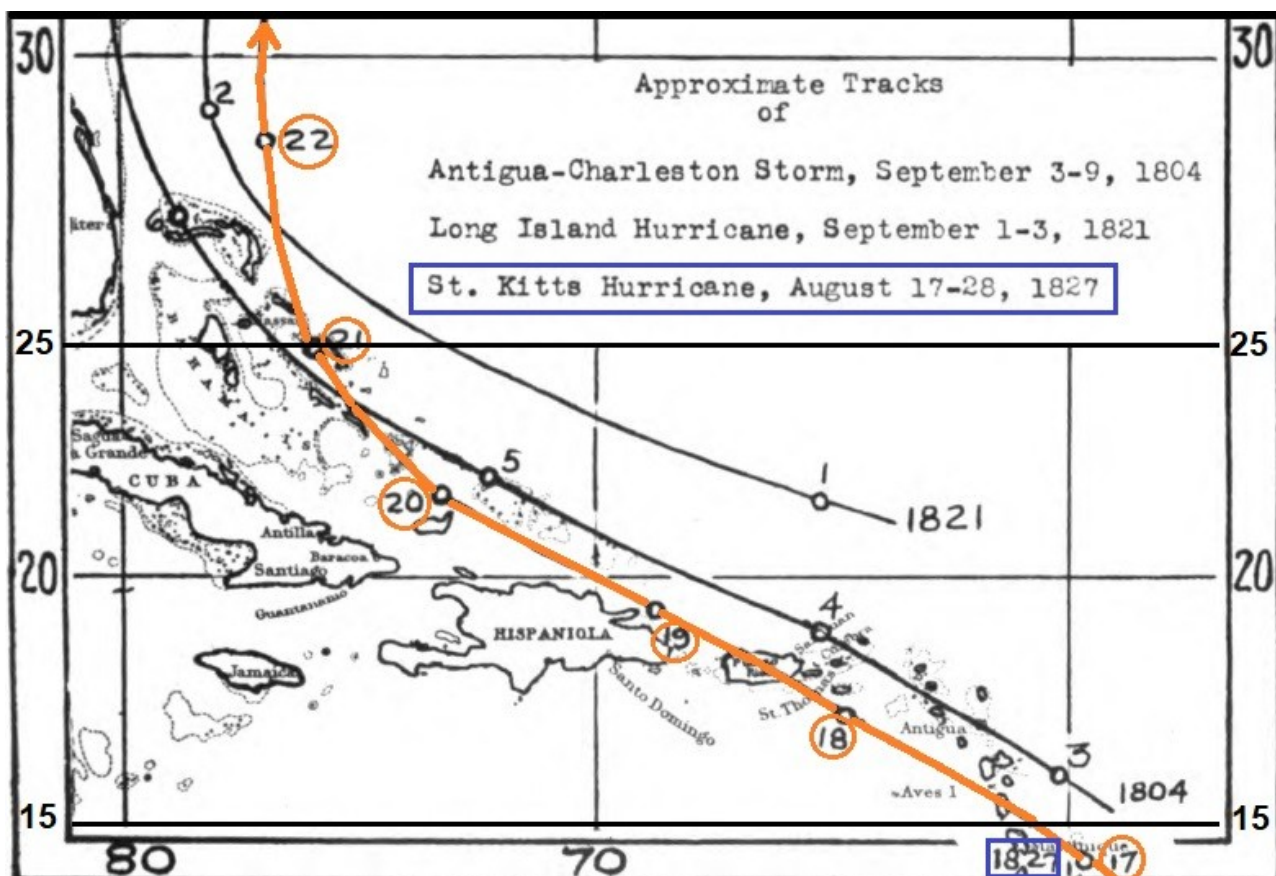 30 30
Approximate Tracks
of
2
22
Antigua-Charleston Storm, September 3-9, 1804
Long Island Hurricane, September 1-3, 1821
St. Kitts Hurricane, August 17-28, 1827
25 21 25
BAHAMA
5
Sagua
a Grande
CUBA
20
1
1821
Antilla
Baracoa
Santiago
20 20
Guantanamo
4
HISPANIOLA
19
Jamaica
Santo Domingo
St. Thomas
18
Antigua
3
Aves I
1804
15 15
1827
17
80 70